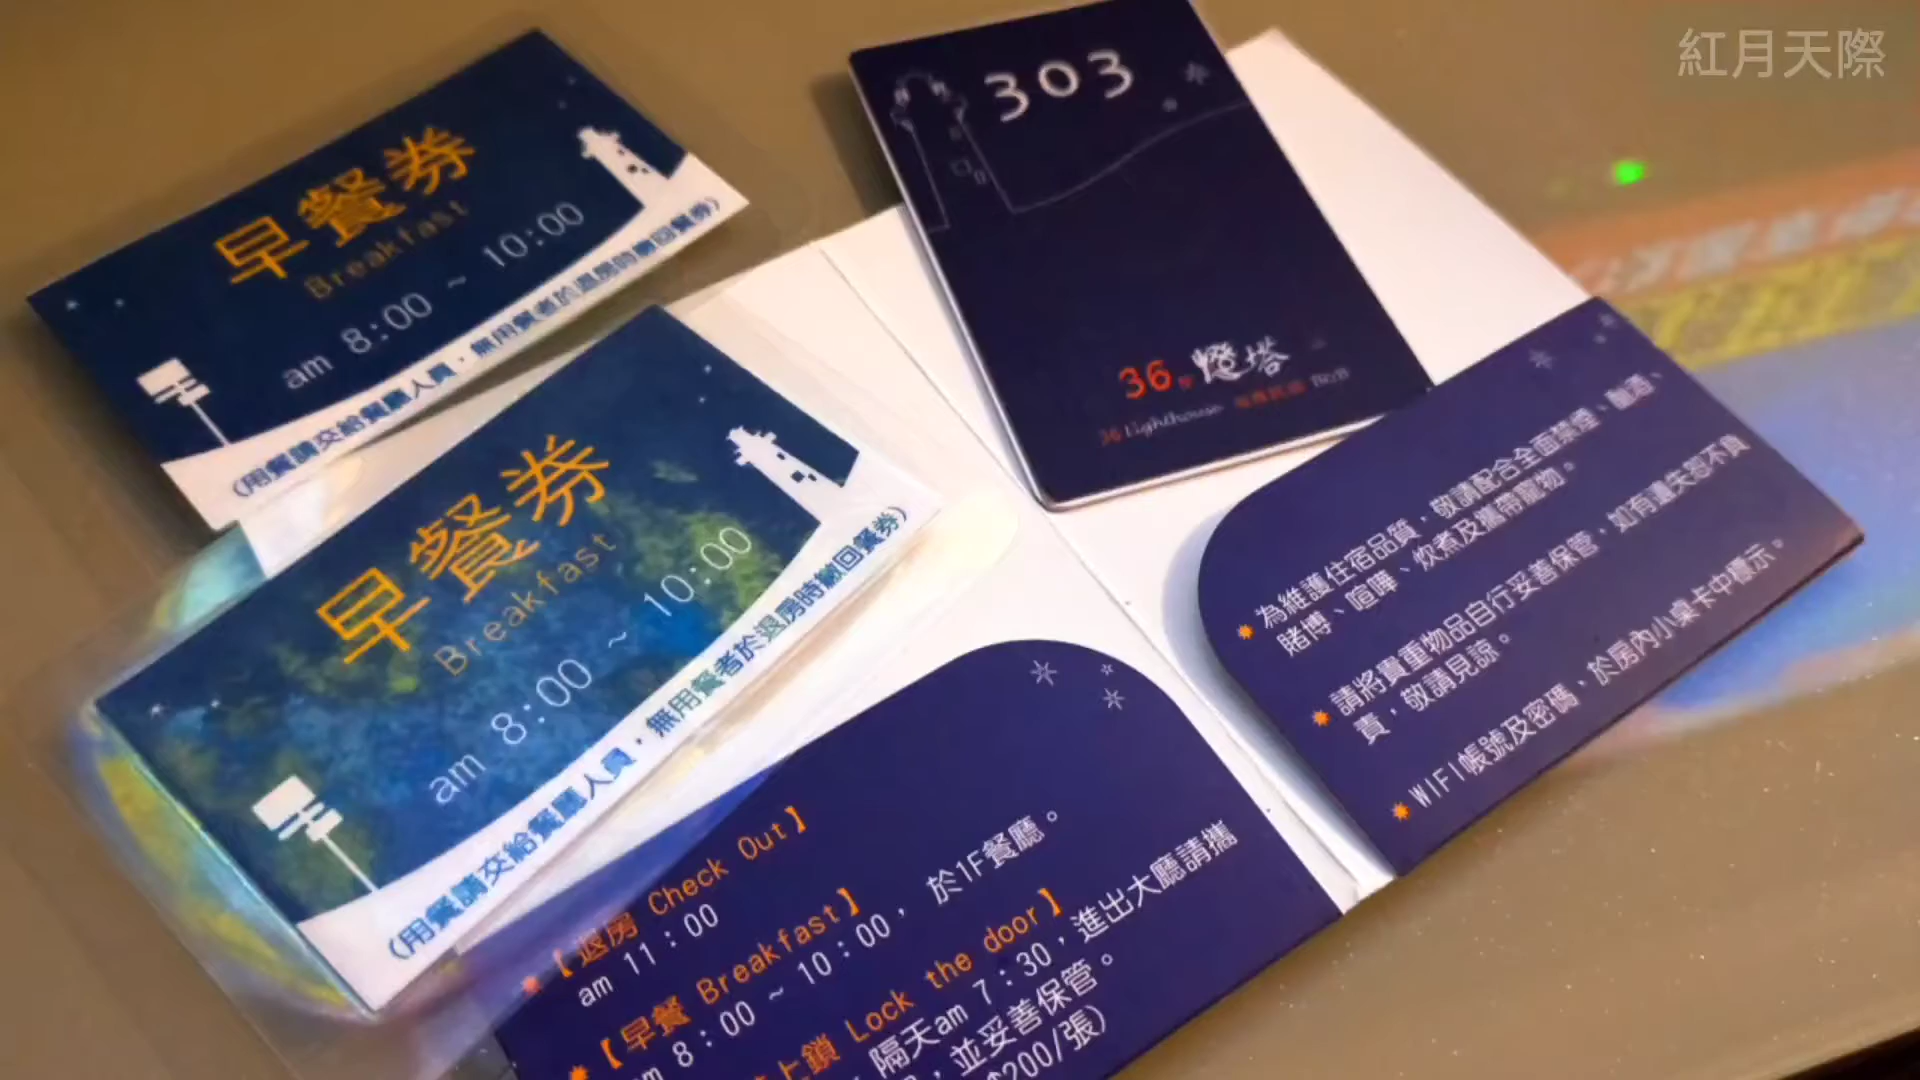 紅月天際
早餐券
Breakfast
am 8:00 ~ 10:00
(用餐請交給餐廳人員，無用餐者於退房時繳回餐券)
早餐券
Breakfast
am 8:00 ~ 10:00
(用餐請交給餐廳人員，無用餐者於退房時繳回餐券)
303
36 燈塔
36 Lighthouse BnB
為維護住宿品質，敬請配合全面禁煙、酗酒、
賭博、喧嘩、炊煮及攜帶寵物。
請將貴重物品自行妥善保管，如有遺失恕不負
責，敬請見諒。
WIFI帳號及密碼，於房內小桌卡中標示。
【退房 Check Out】
am 11：00
【早餐 Breakfast】
am 8：00 ~ 10：00，於1F餐廳。
上鎖 Lock the door】
隔天am 7：30，進出大廳請攜
，並妥善保管。
200/張)